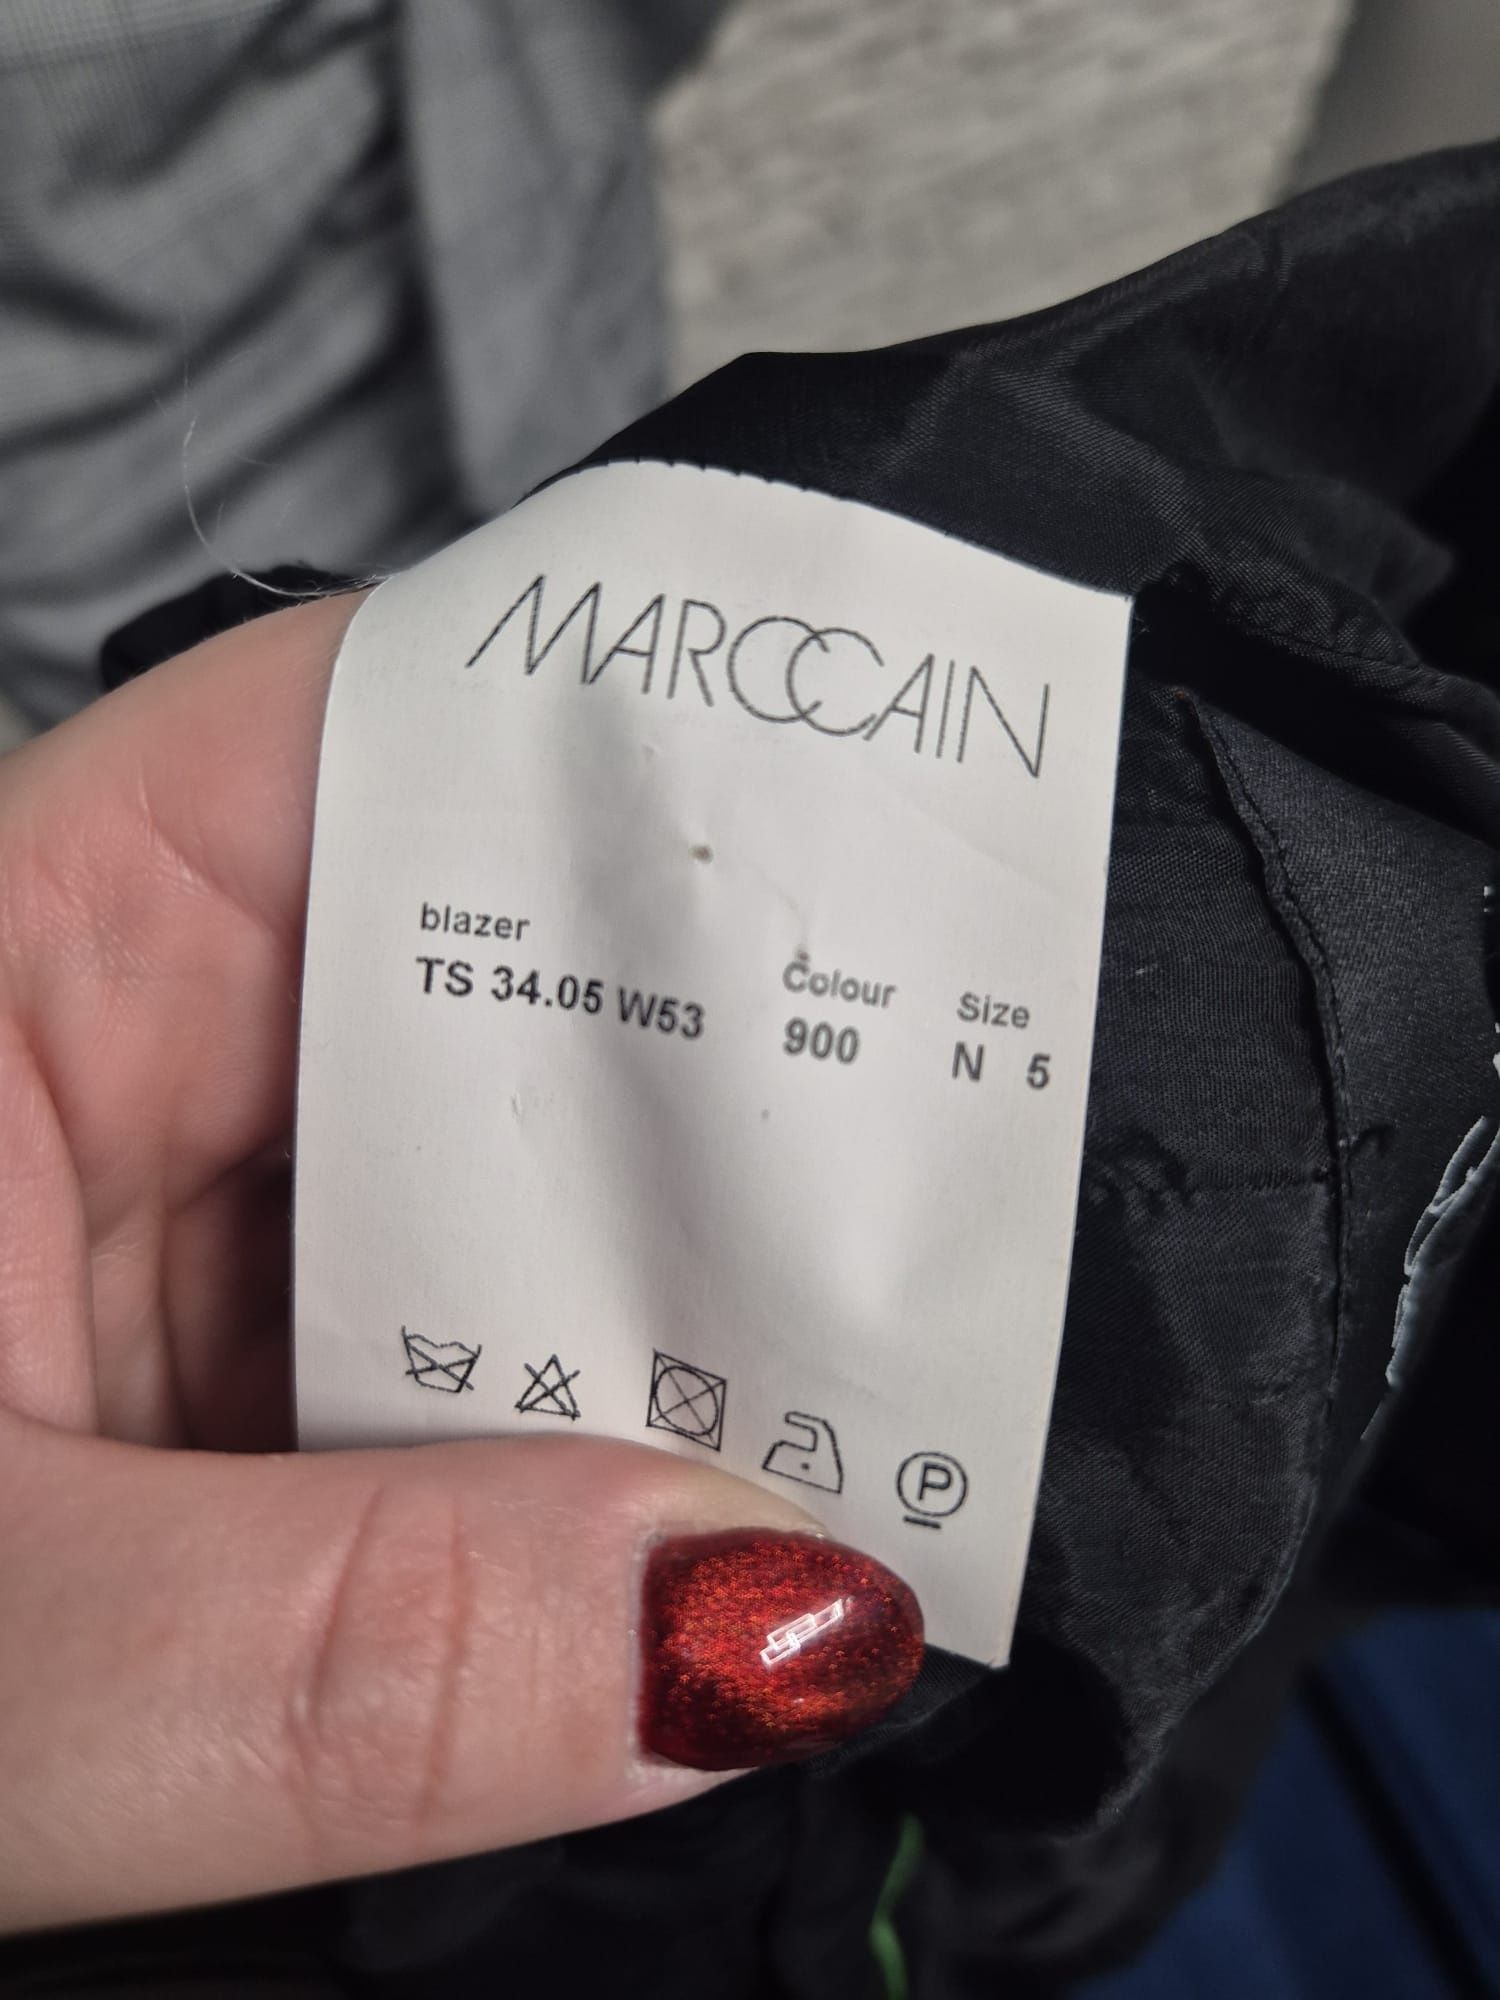 MARCCAIN
blazer
TS 34.05 W53
Colour
900
Size
N 5
P